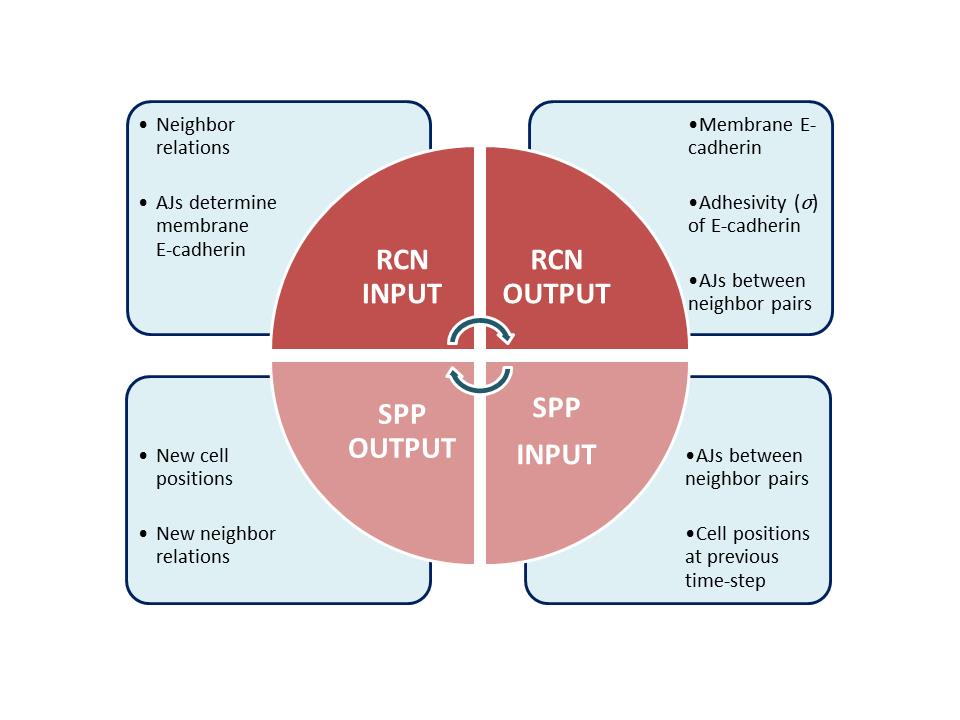 • Neighbor
relations
• AJs determine
membrane
E-cadherin
•Membrane E-
cadherin
•Adhesivity (σ)
of E-cadherin
•AJs between
neighbor pairs
RCN
INPUT
RCN
OUTPUT
SPP
OUTPUT
SPP
INPUT
• New cell
positions
• New neighbor
relations
•AJs between
neighbor pairs
•Cell positions
at previous
time-step